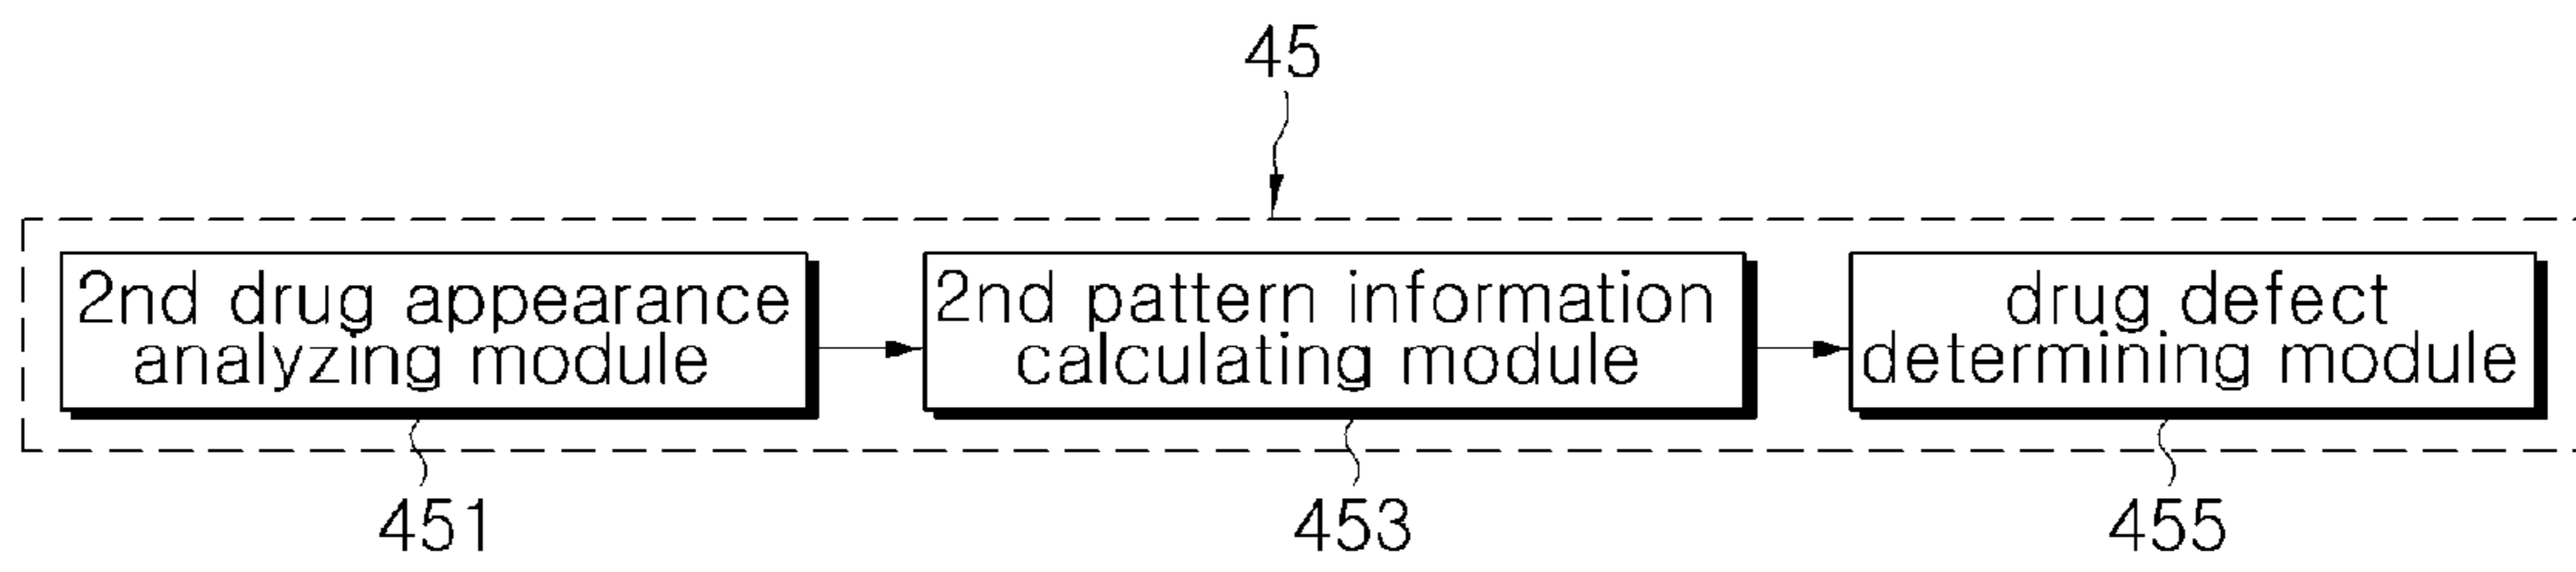 45
2nd drug appearance
analyzing module
2nd pattern information
calculating module
drug defect
determining module
451
453
455